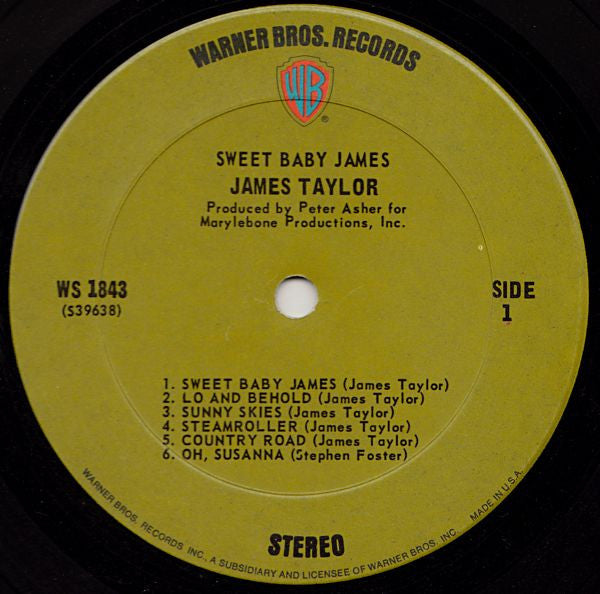 WARNER BROS. RECORDS
WB
®
SWEET BABY JAMES
JAMES TAYLOR
Produced by Peter Asher for
Marylebone Productions, Inc.
WS 1843
(S39638)
SIDE
1
1. SWEET BABY JAMES (James Taylor)
2. LO AND BEHOLD (James Taylor)
3. SUNNY SKIES (James Taylor)
4. STEAMROLLER (James Taylor)
5. COUNTRY ROAD (James Taylor)
6. OH, SUSANNA (Stephen Foster)
STEREO
WARNER BROS. RECORDS INC., A SUBSIDIARY AND LICENSEE OF WARNER BROS. INC. MADE IN U.S.A.